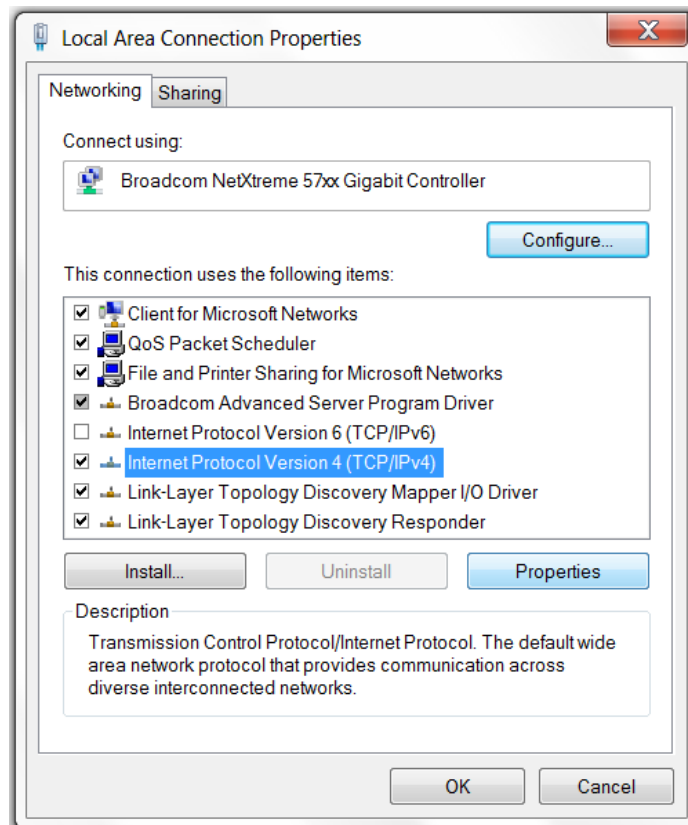 Local Area Connection Properties
Networking
Sharing
Connect using:
Broadcom NetXtreme 57xx Gigabit Controller
Configure...
This connection uses the following items:
Client for Microsoft Networks
QoS Packet Scheduler
File and Printer Sharing for Microsoft Networks
Broadcom Advanced Server Program Driver
Internet Protocol Version 6 (TCP/IPv6)
Internet Protocol Version 4 (TCP/IPv4)
Link-Layer Topology Discovery Mapper I/O Driver
Link-Layer Topology Discovery Responder
Install...
Uninstall
Properties
Description
Transmission Control Protocol/Internet Protocol. The default wide
area network protocol that provides communication across
diverse interconnected networks.
OK
Cancel